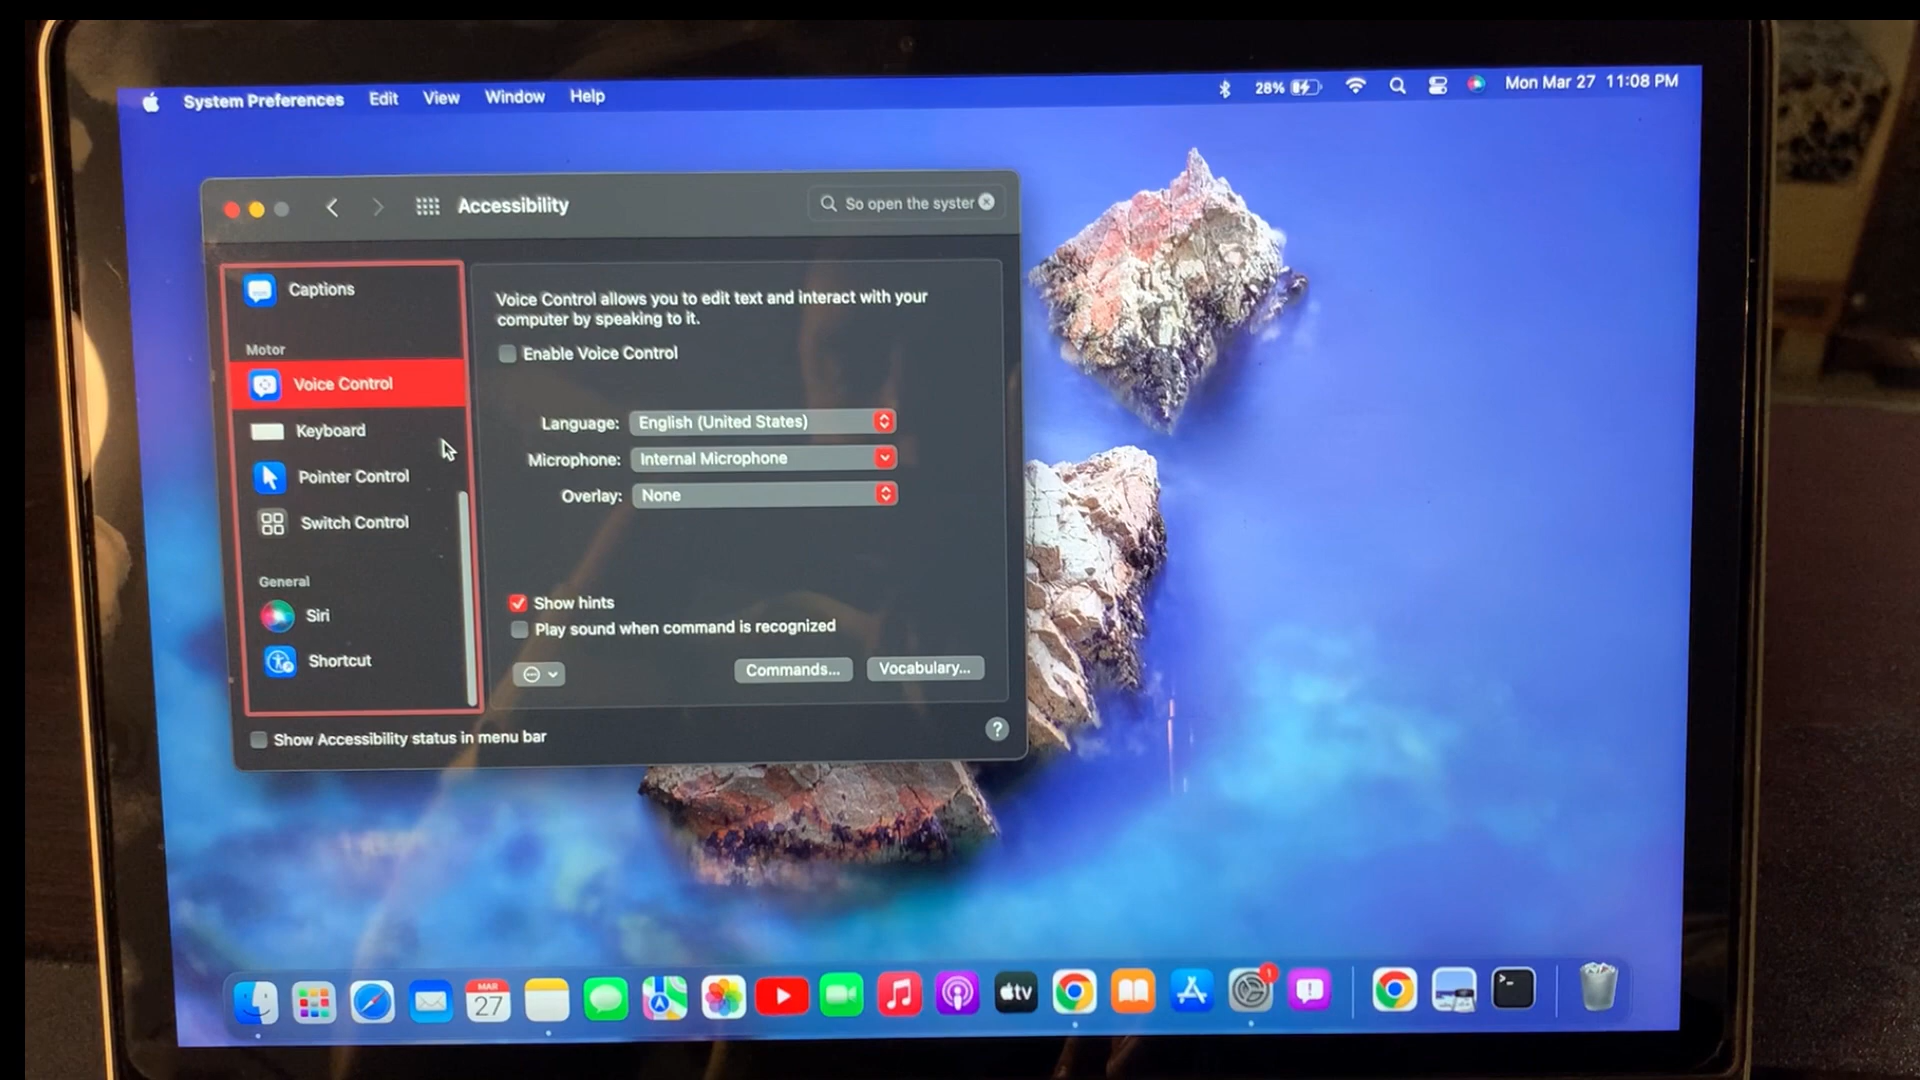 System Preferences Edit View Window Help 28% Mon Mar 27 11:08 PM
Accessibility So open the syster
Captions
Motor
Voice Control
Keyboard
Pointer Control
Switch Control
General
Siri
Shortcut
Voice Control allows you to edit text and interact with your
computer by speaking to it.
Enable Voice Control
Language: English (United States)
Microphone: Internal Microphone
Overlay: None
Show hints
Play sound when command is recognized
Commands... Vocabulary...
Show Accessibility status in menu bar ?
MAR
27
tv
1